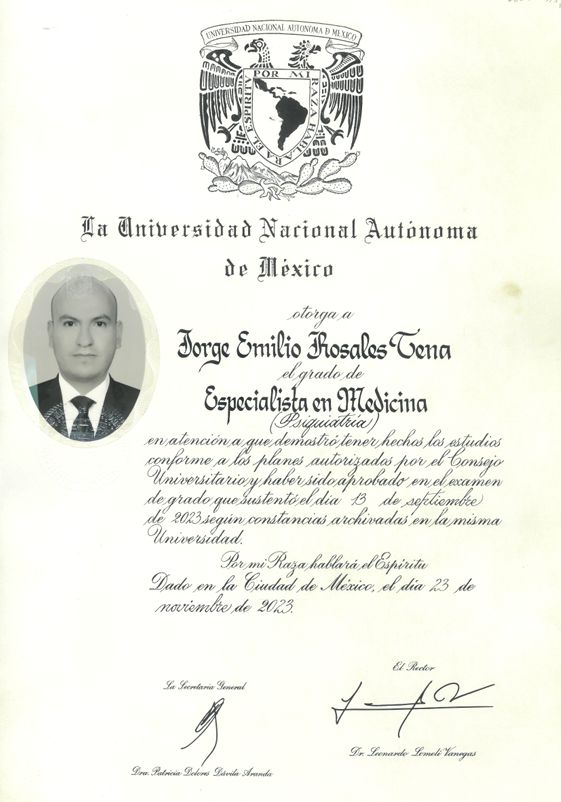 UNIVERSIDAD NACIONAL AUTONOMA D MEXICO
POR MI RAZA HABLARA EL ESPIRITU
La Universidad Nacional Autónoma
de México
otorga a
Jorge Emilio Rosales Tena
el grado de
Especialista en Medicina
(Psiquiatría)
en atención a que demostró tener hechos los estudios
conforme a los planes autorizados por el Consejo
Universitario y haber sido aprobado en el examen
de grado que sustentó el día 13 de septiembre
de 2023 según constancias archivadas en la misma
Universidad.
Por mi Raza hablará el Espíritu
Dado en la Ciudad de México, el día 23 de
noviembre de 2023.
El Rector
La Secretaria General
Dr. Leonardo Lomelí Vanegas
Dra. Patricia Dolores Dávila Aranda